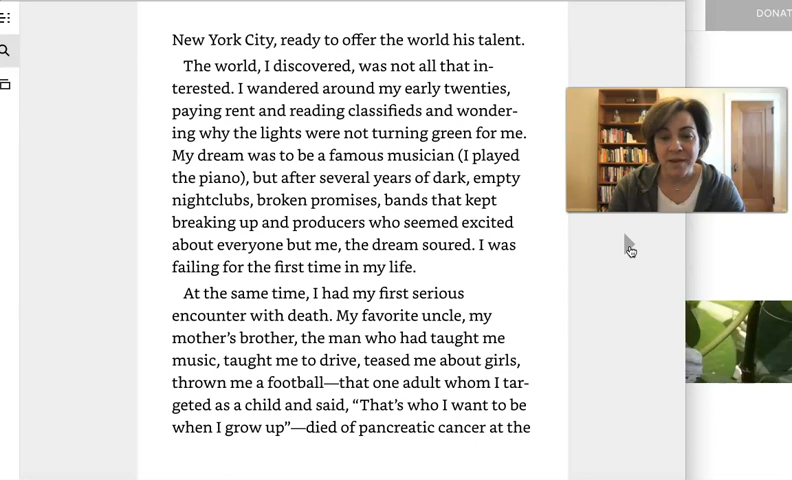 DONAT
New York City, ready to offer the world his talent.
The world, I discovered, was not all that in-
terested. I wandered around my early twenties,
paying rent and reading classifieds and wonder-
ing why the lights were not turning green for me.
My dream was to be a famous musician (I played
the piano), but after several years of dark, empty
nightclubs, broken promises, bands that kept
breaking up and producers who seemed excited
about everyone but me, the dream soured. I was
failing for the first time in my life.
At the same time, I had my first serious
encounter with death. My favorite uncle, my
mother’s brother, the man who had taught me
music, taught me to drive, teased me about girls,
thrown me a football—that one adult whom I tar-
geted as a child and said, “That’s who I want to be
when I grow up”—died of pancreatic cancer at the